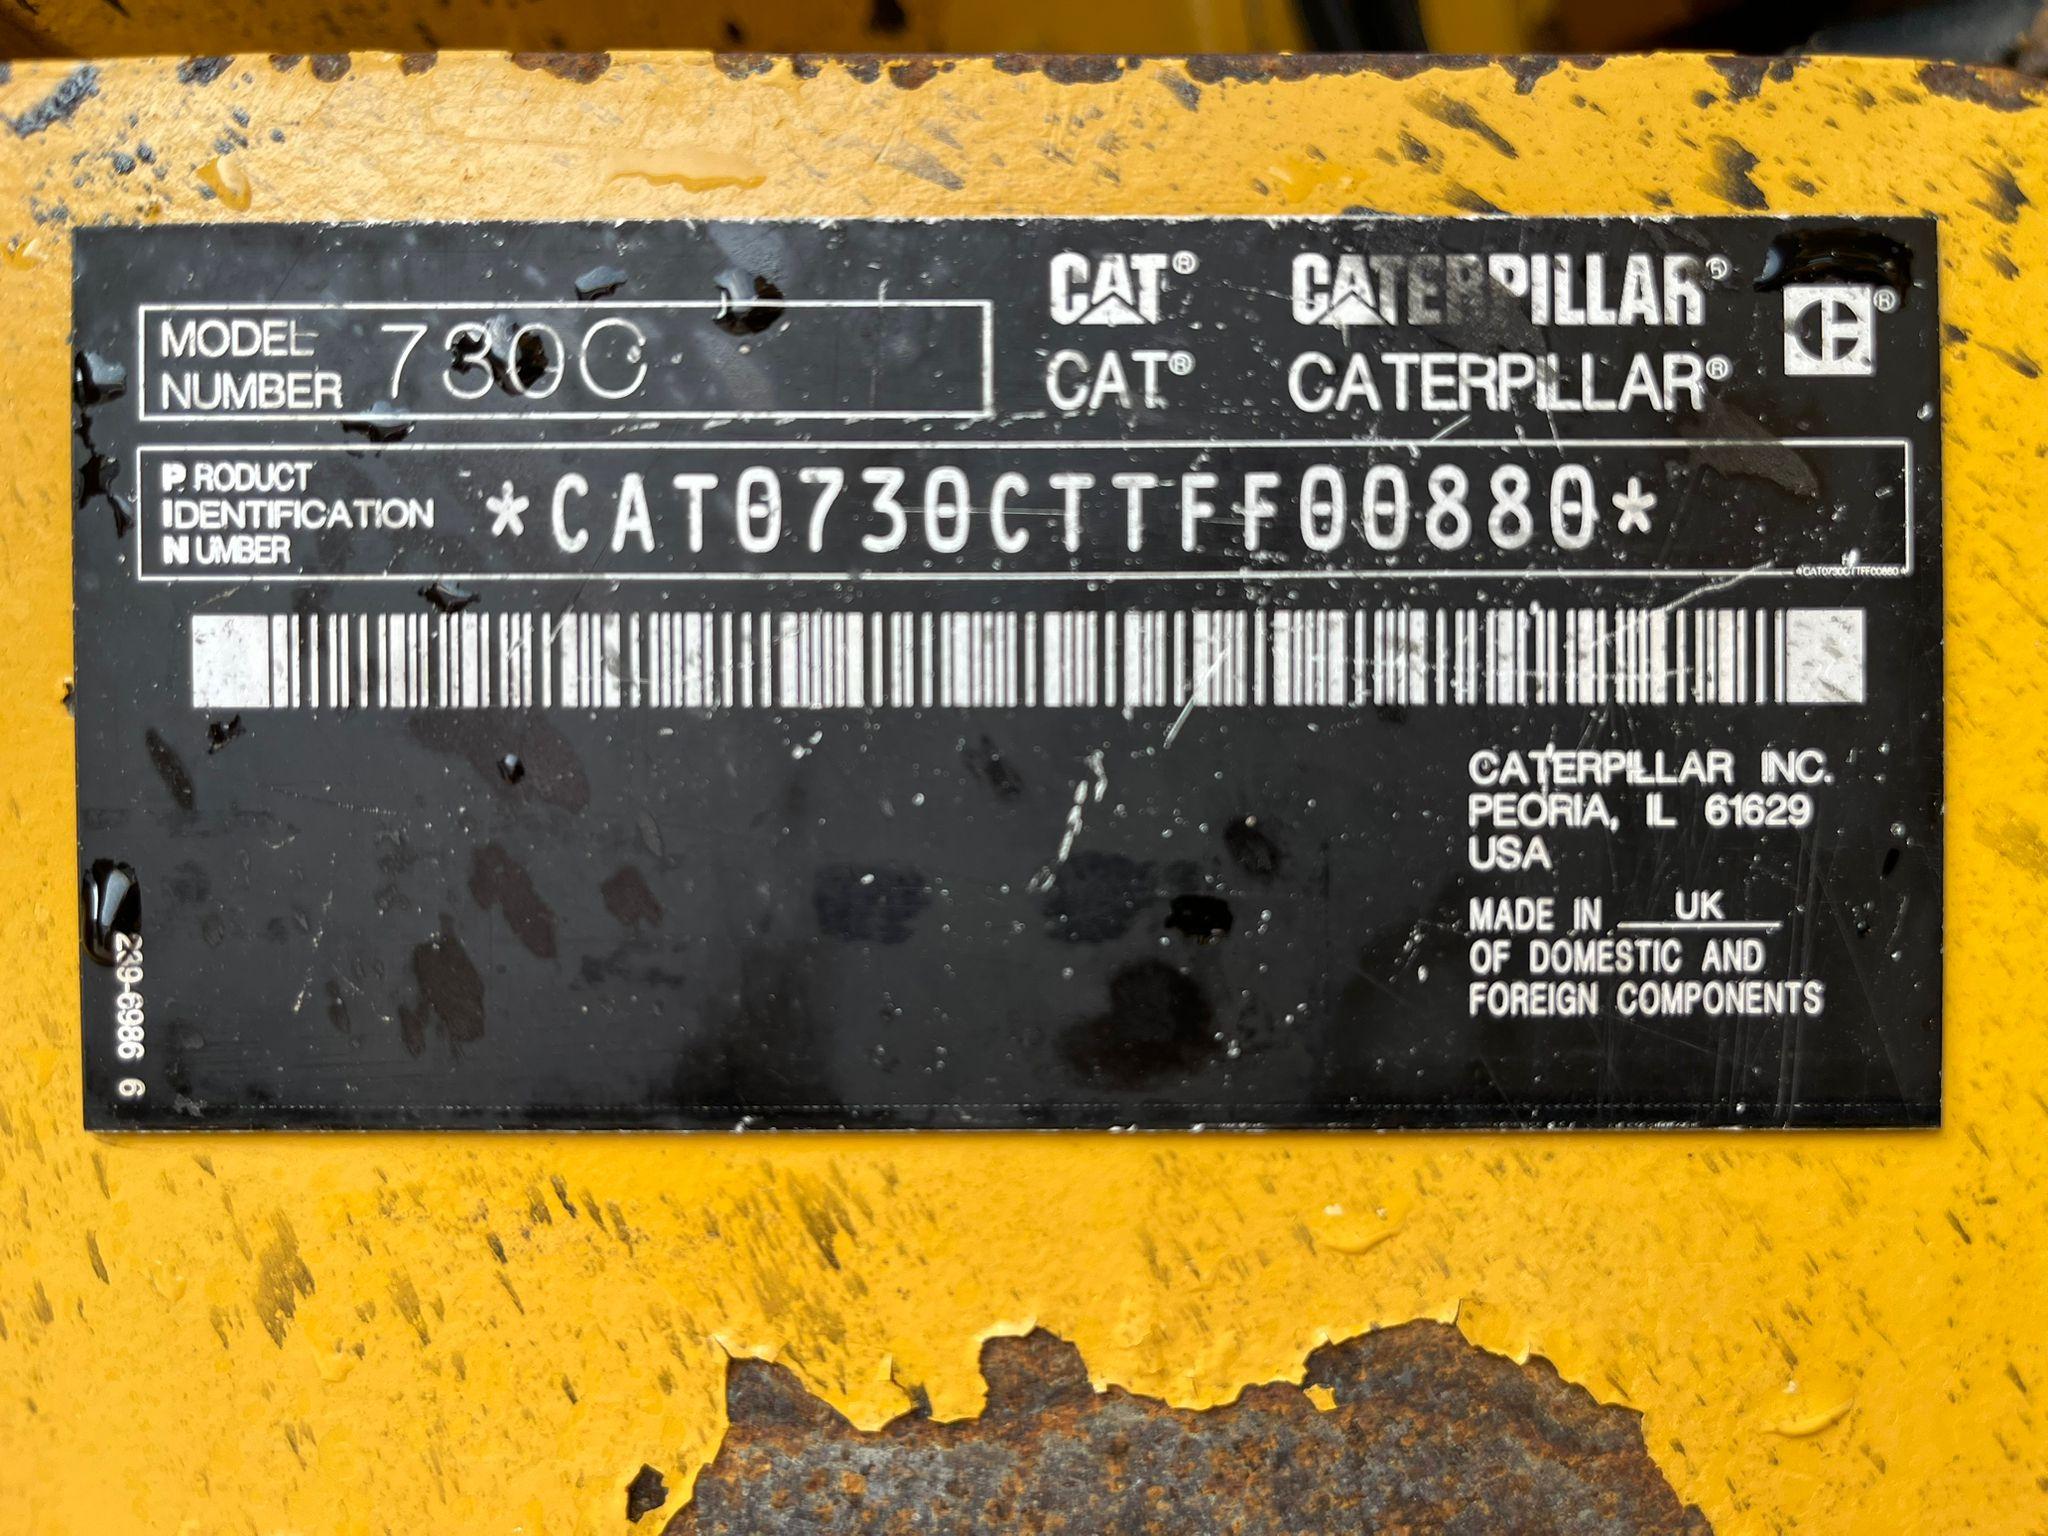 MODEL NUMBER 730C
CAT® CATERPILLAR® ®
CAT® CATERPILLAR®
PRODUCT IDENTIFICATION NUMBER *CAT0730CTTFF00880*
*CAT0730CTTFF00880*
CATERPILLAR INC.
PEORIA, IL 61629
USA
MADE IN UK
OF DOMESTIC AND
FOREIGN COMPONENTS
239-6986 6